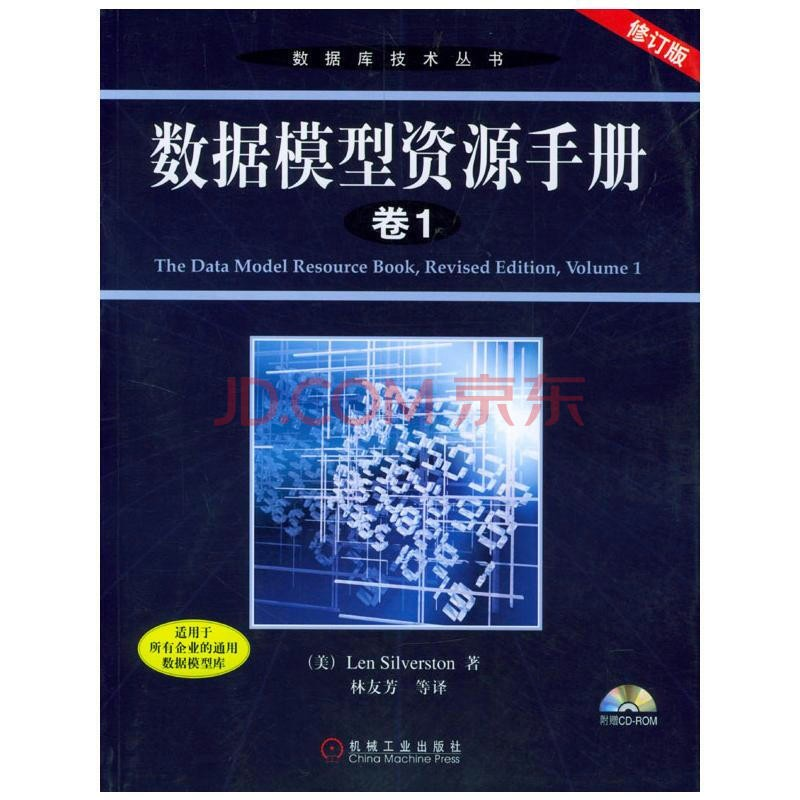 数据库技术丛书
修订版
数据模型资源手册
卷1
The Data Model Resource Book, Revised Edition, Volume 1
JD.COM 京东
适用于
所有企业的通用
数据模型库
(美) Len Silverston 著
林友芳 等译
附赠CD-ROM
机械工业出版社
China Machine Press